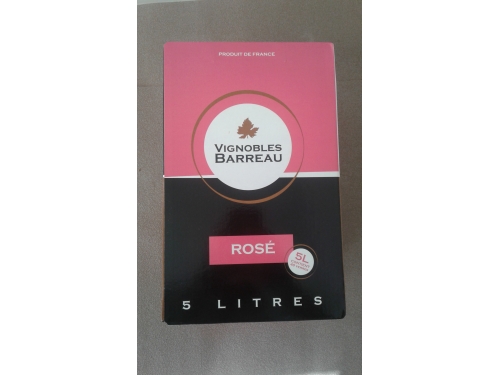 PRODUIT DE FRANCE
VIGNOBLES
BARREAU
ROSÉ
5L
5 LITRES